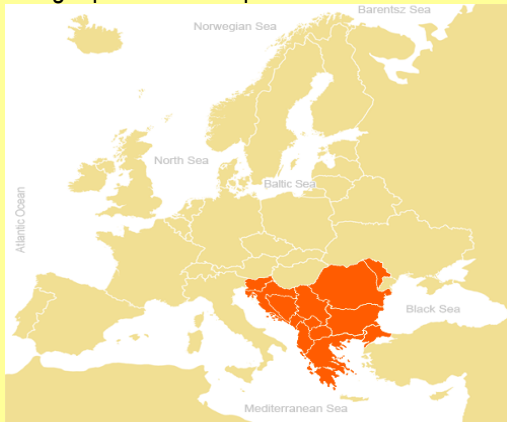 Barentsz Sea
Norwegian Sea
North Sea
Baltic Sea
Atlantic Ocean
Black Sea
Mediterranean Sea